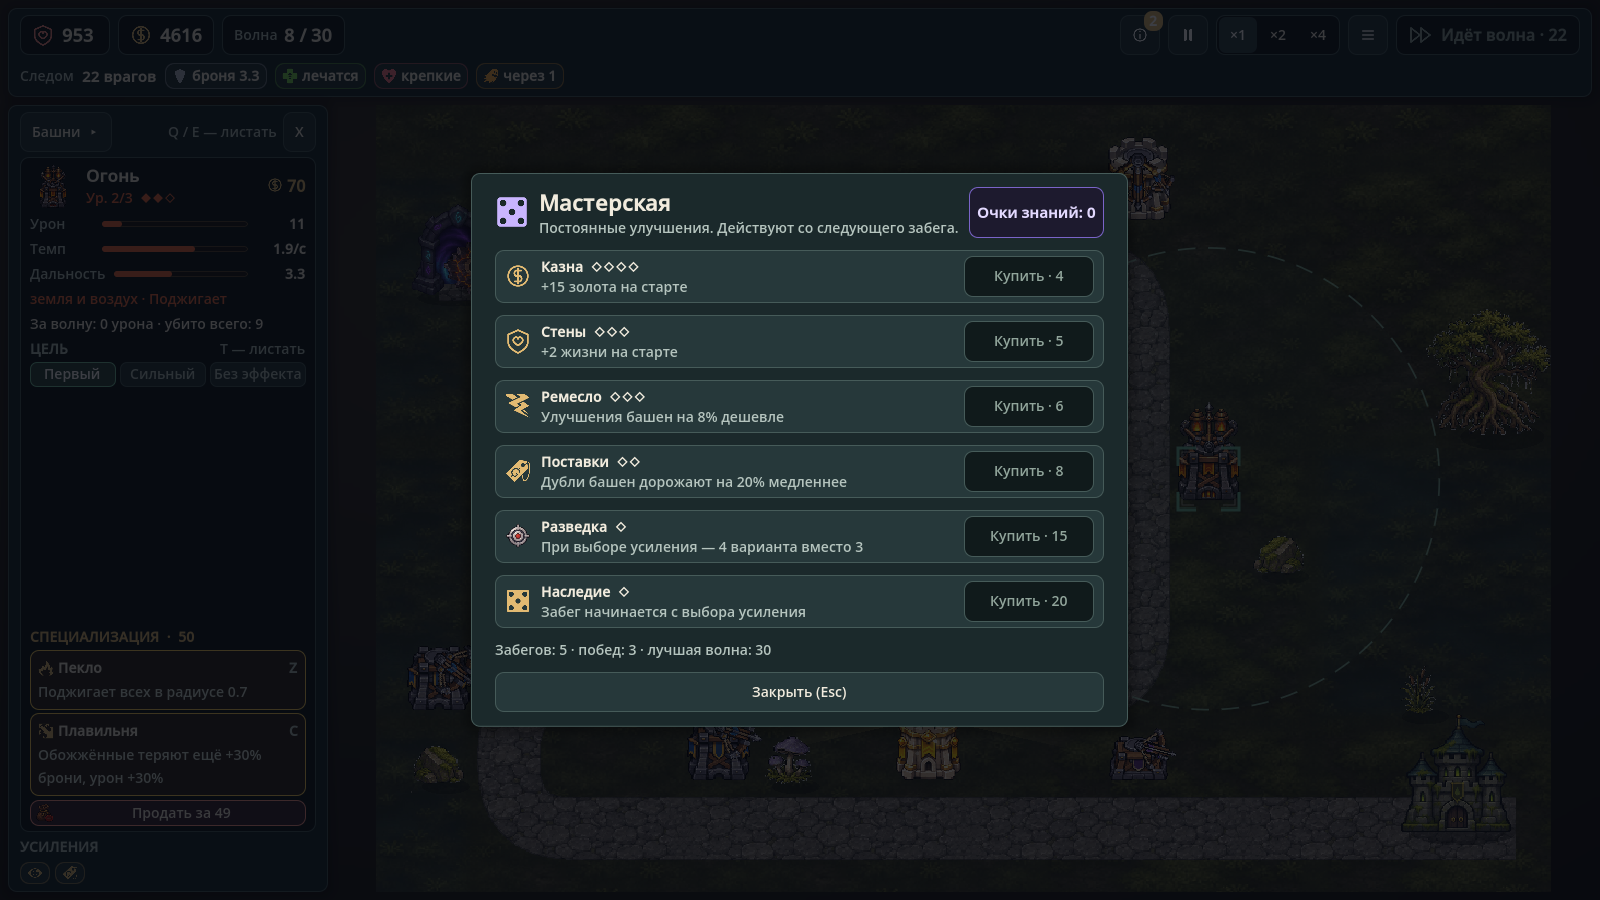 953
4616
Волна 8 / 30
2
×1
×2
×4
Идёт волна · 22
Следом 22 врагов
броня 3.3
лечатся
крепкие
через 1
Башни
Q / E — листать
X
Огонь
Ур. 2/3
70
Урон
11
Темп
1.9/с
Дальность
3.3
земля и воздух · Поджигает
За волну: 0 урона · убито всего: 9
ЦЕЛЬ
T — листать
Первый
Сильный
Без эффекта
СПЕЦИАЛИЗАЦИЯ · 50
Пекло
Z
Поджигает всех в радиусе 0.7
Плавильня
C
Обожжённые теряют ещё +30%
брони, урон +30%
Продать за 49
УСИЛЕНИЯ
Мастерская
Постоянные улучшения. Действуют со следующего забега.
Очки знаний: 0
Казна
+15 золота на старте
Купить · 4
Стены
+2 жизни на старте
Купить · 5
Ремесло
Улучшения башен на 8% дешевле
Купить · 6
Поставки
Дубли башен дорожают на 20% медленнее
Купить · 8
Разведка
При выборе усиления — 4 варианта вместо 3
Купить · 15
Наследие
Забег начинается с выбора усиления
Купить · 20
Забегов: 5 · побед: 3 · лучшая волна: 30
Закрыть (Esc)